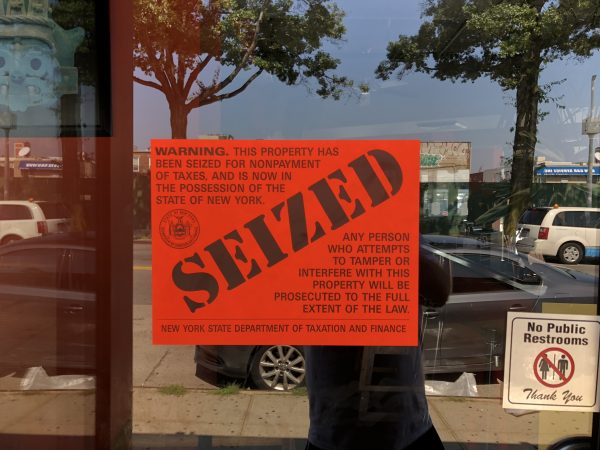 WARNING. THIS PROPERTY HAS
BEEN SEIZED FOR NONPAYMENT
OF TAXES, AND IS NOW IN
THE POSSESSION OF THE
STATE OF NEW YORK.
SEIZED
ANY PERSON
WHO ATTEMPTS
TO TAMPER OR
INTERFERE WITH THIS
PROPERTY WILL BE
PROSECUTED TO THE FULL
EXTENT OF THE LAW.
NEW YORK STATE DEPARTMENT OF TAXATION AND FINANCE
No Public
Restrooms
Thank You